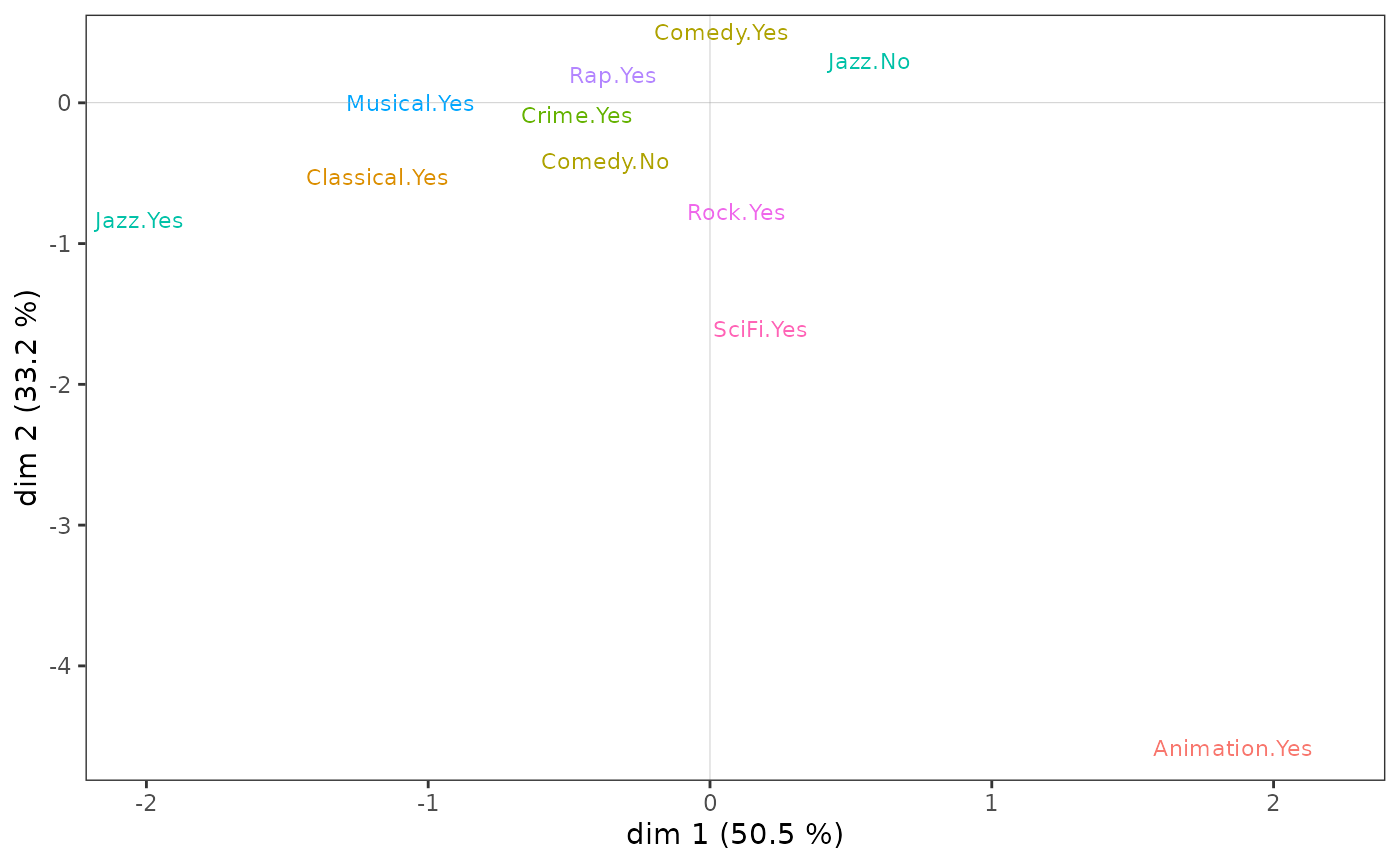 Comedy.Yes
Jazz.No
Rap.Yes
Musical.Yes
Crime.Yes
Comedy.No
Classical.Yes
Rock.Yes
Jazz.Yes
SciFi.Yes
Animation.Yes
0
-1
-2
-3
-4
dim 2 (33.2 %)
-2 -1 0 1 2
dim 1 (50.5 %)